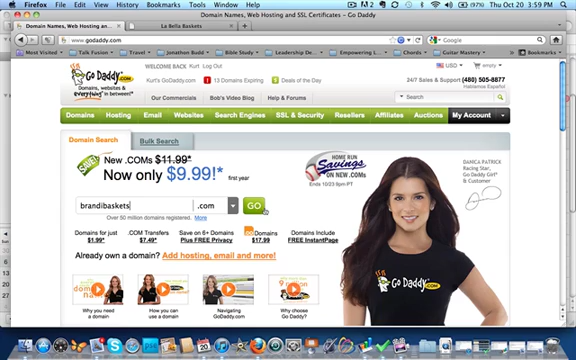 Firefox File Edit View History Bookmarks Tools Window Help (97%) Thu Oct 20 3:59 PM
Domain Names, Web Hosting and SSL Certificates – Go Daddy
La Bella Baskets
www.godaddy.com
Google
Most Visited Talk Fusion Travel Jonathan Budd Bible Study Leadership De... Empowering L... Chords Guitar Mastery Bookmarks
Go Daddy .COM
Domains, websites & everything in between!
WELCOME BACK Kurt Log Out
Kurt's GoDaddy.com 13 Domains Expiring Deals of the Day
USD empty
24/7 Sales & Support (480) 505-8877
Hablamos Español
Our Commercials Bob's Video Blog Help & Forums
Search
Domains Hosting Email Websites Search Engines SSL & Security Resellers Affiliates Auctions My Account
Domain Search Bulk Search
SAVE!
New .COMs $11.99*
Now only $9.99!* first year
HOME RUN
Savings
ON NEW .COMS
Ends 10/23 9pm PT
DANICA PATRICK
Racing Star,
Go Daddy Girl
& Customer
brandibaskets .com GO
Over 50 million domains registered. More
Domains for just $1.99*
.COM Transfers $7.49*
Save on 6+ Domains Plus FREE Privacy
Domains $17.99
Domains Include: FREE InstantPage
Already own a domain? Add hosting, email and more!
Go Daddy .COM
Why you need a domain
How you can use a domain
Navigating GoDaddy.com
Why choose Go Daddy?
20